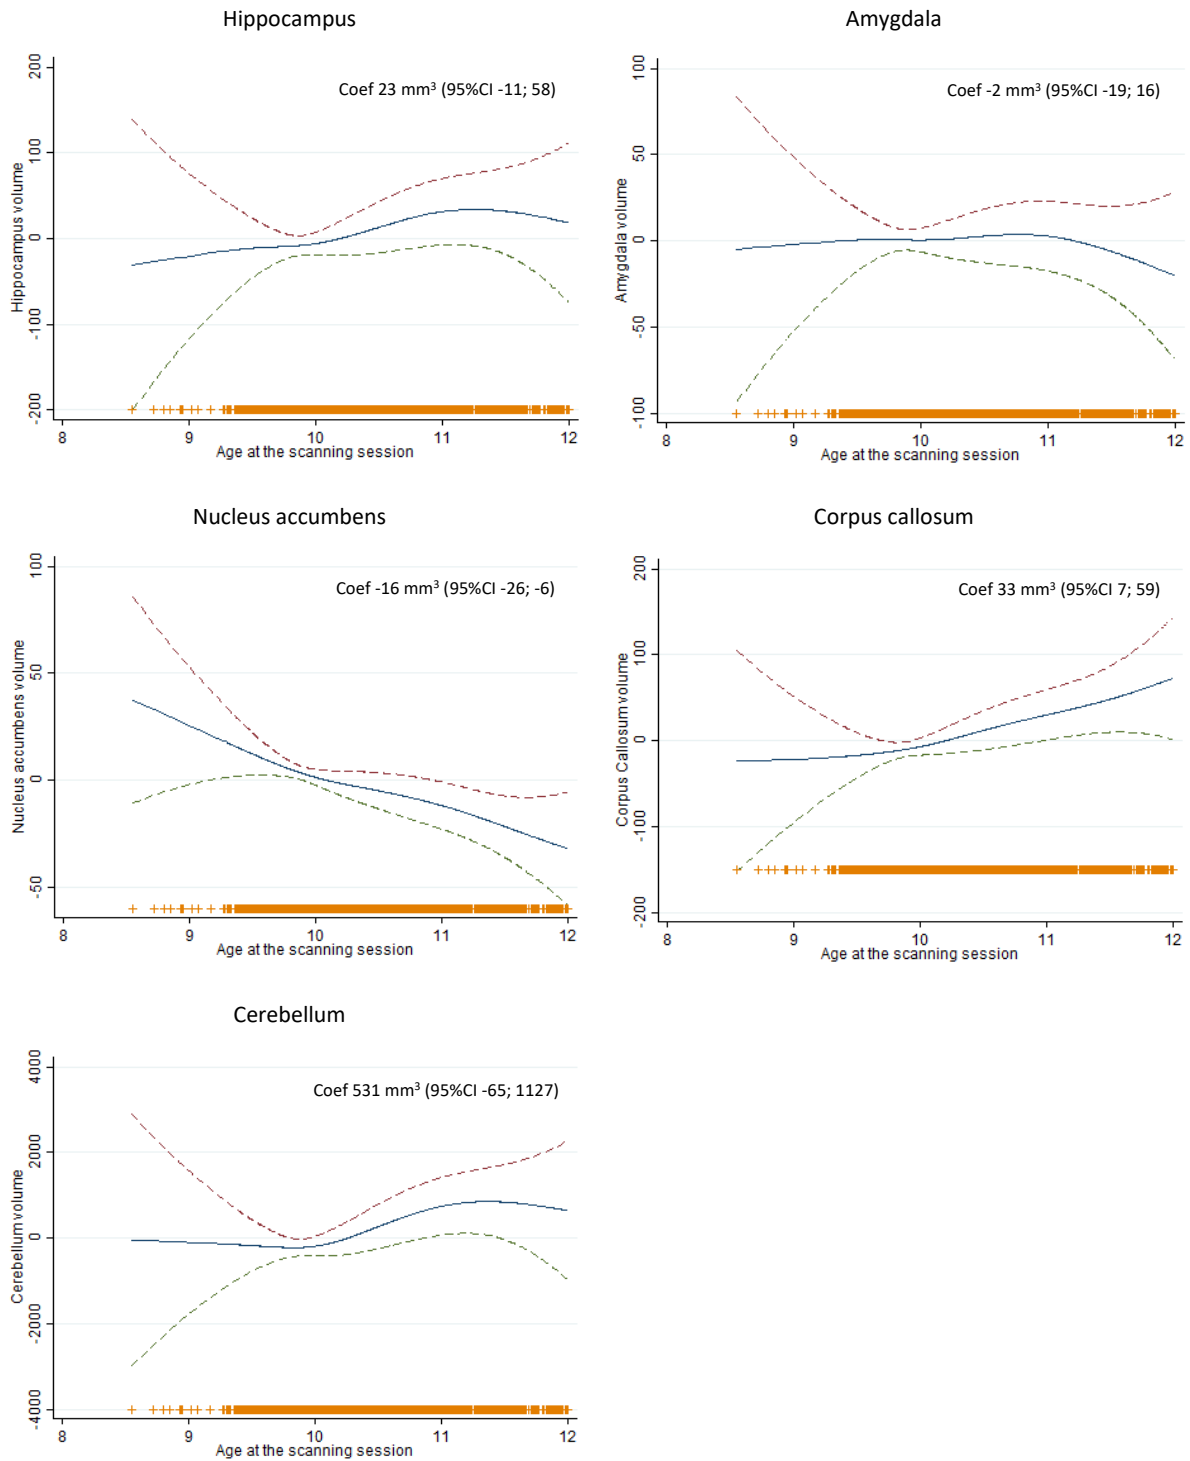 Hippocampus
Coef 23 mm³ (95%CI -11; 58)
Hippocampus volume
200
100
0
-100
-200
8 9 10 11 12
Age at the scanning session
Amygdala
Coef -2 mm³ (95%CI -19; 16)
Amygdala volume
100
50
0
-50
-100
8 9 10 11 12
Age at the scanning session
Nucleus accumbens
Coef -16 mm³ (95%CI -26; -6)
Nucleus accumbens volume
100
50
0
-50
8 9 10 11 12
Age at the scanning session
Corpus callosum
Coef 33 mm³ (95%CI 7; 59)
Corpus Callosum volume
200
100
0
-100
-200
8 9 10 11 12
Age at the scanning session
Cerebellum
Coef 531 mm³ (95%CI -65; 1127)
Cerebellum volume
4000
2000
0
-2000
-4000
8 9 10 11 12
Age at the scanning session